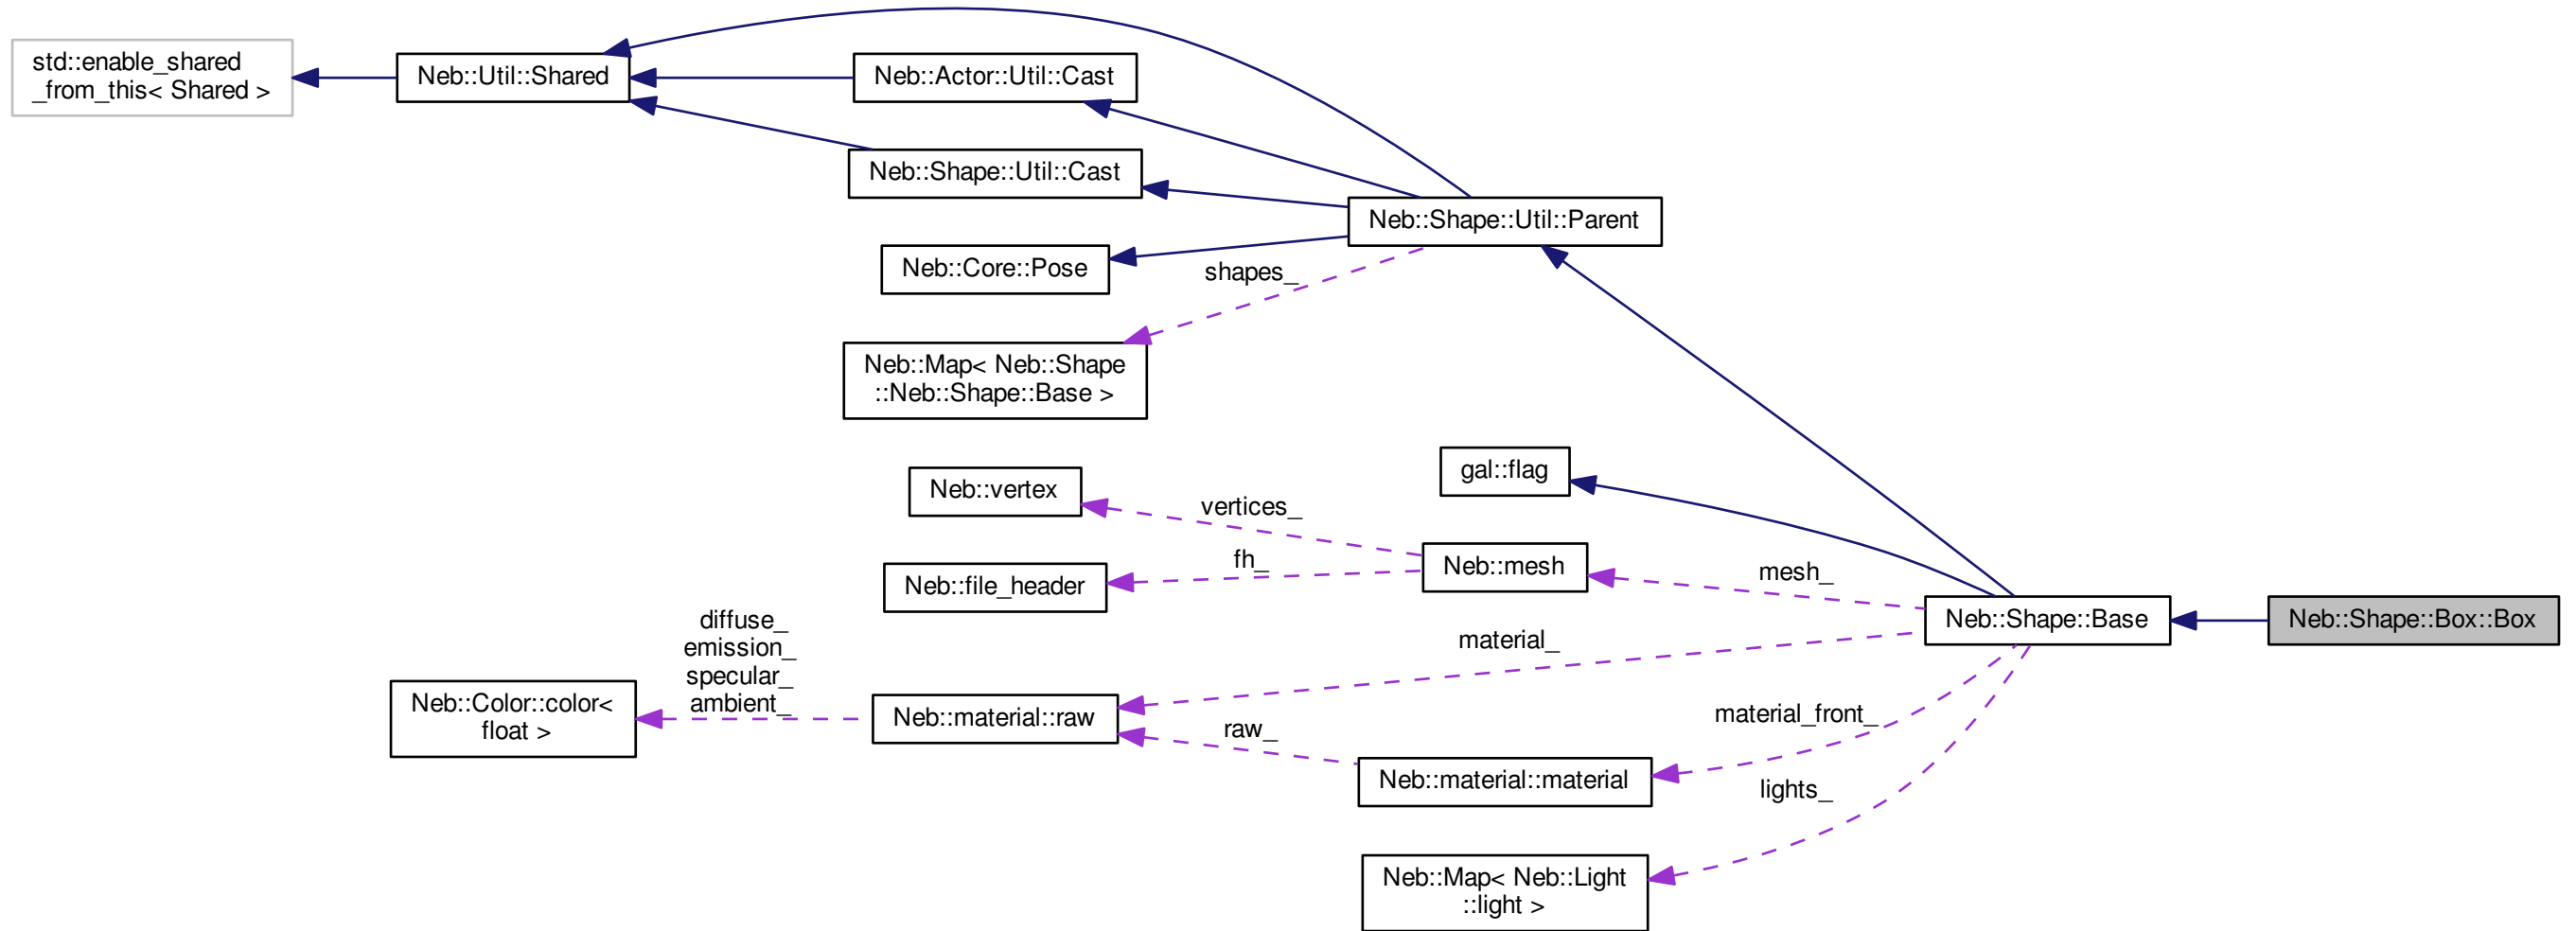 std::enable_shared
_from_this< Shared >
Neb::Util::Shared
Neb::Actor::Util::Cast
Neb::Shape::Util::Cast
Neb::Shape::Util::Parent
Neb::Core::Pose
shapes_
Neb::Map< Neb::Shape
::Neb::Shape::Base >
gal::flag
Neb::vertex
vertices_
Neb::mesh
fh_
Neb::file_header
mesh_
Neb::Shape::Base
Neb::Shape::Box::Box
diffuse_
emission_
specular_
ambient_
material_
Neb::Color::color<
float >
Neb::material::raw
raw_
material_front_
Neb::material::material
lights_
Neb::Map< Neb::Light
::light >